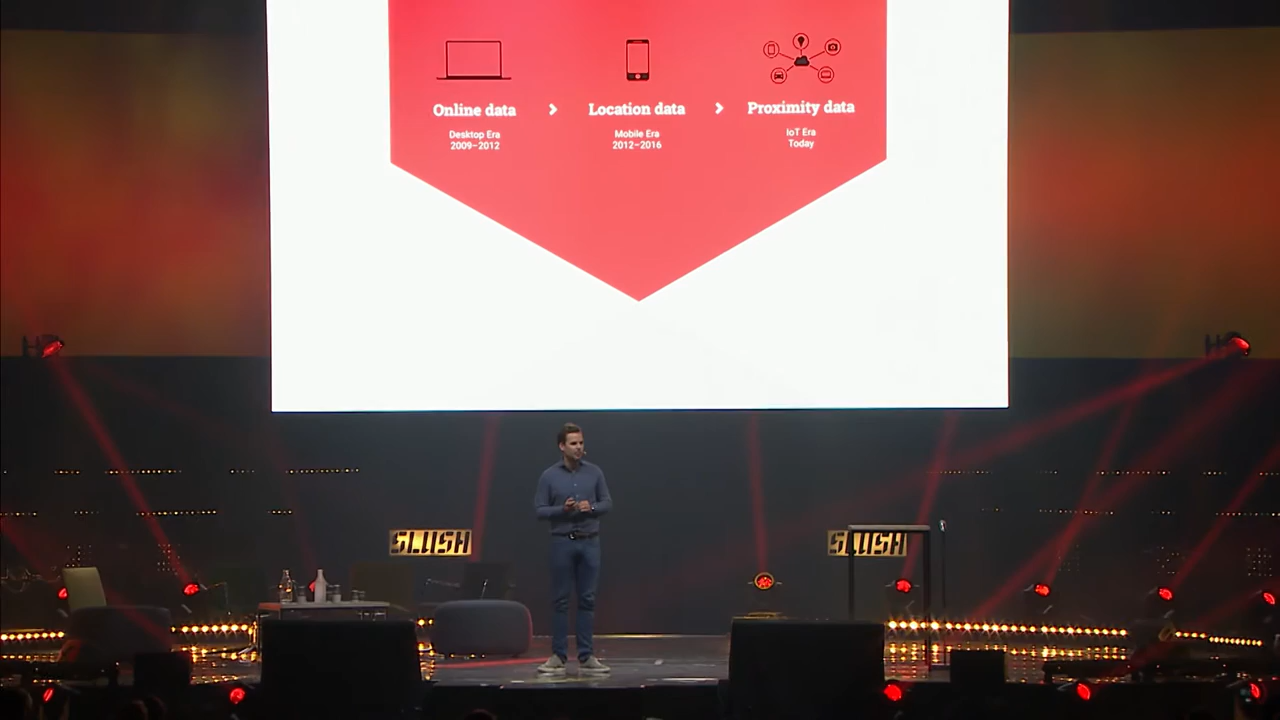 Online data
Desktop Era
2009–2012
Location data
Mobile Era
2012–2016
Proximity data
IoT Era
Today
SLUSH
SLUSH